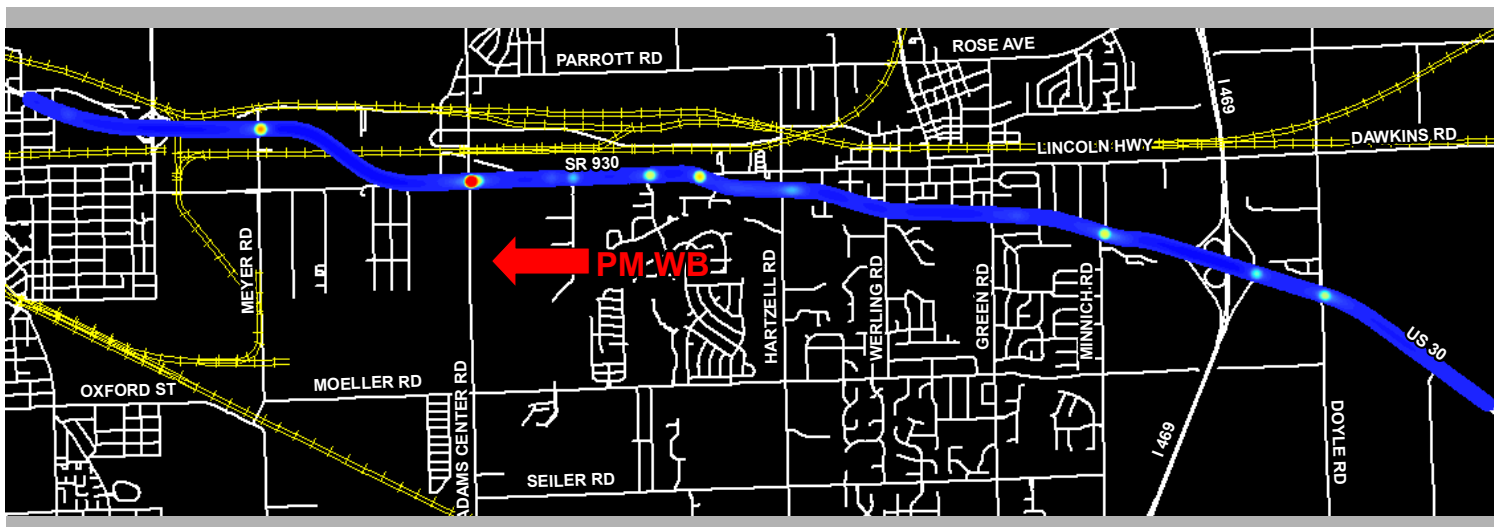 ROSE AVE
PARROTT RD
I 469
DAWKINS RD
LINCOLN HWY
SR 930
MEYER RD
PM WB
HARTZELL RD
WERLING RD
GREEN RD
MINNICH RD
US 30
OXFORD ST
MOELLER RD
ADAMS CENTER RD
DOYLE RD
I 469
SEILER RD